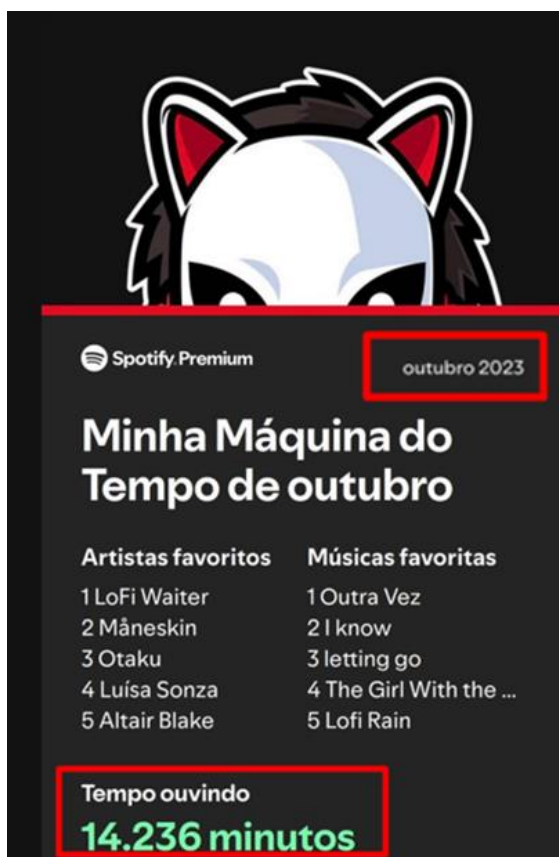 Spotify Premium
outubro 2023
Minha Máquina do
Tempo de outubro
Artistas favoritos
1 LoFi Waiter
2 Måneskin
3 Otaku
4 Luísa Sonza
5 Altair Blake
Músicas favoritas
1 Outra Vez
2 I know
3 letting go
4 The Girl With the ...
5 Lofi Rain
Tempo ouvindo
14.236 minutos